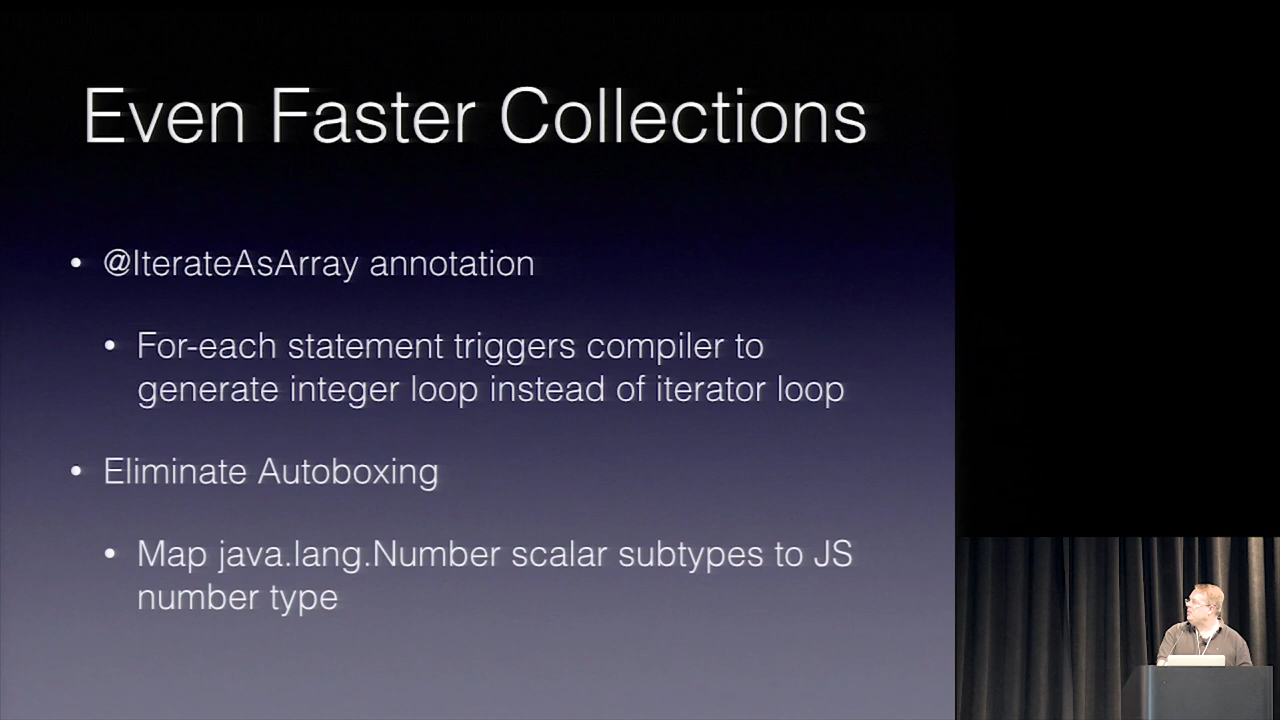 Even Faster Collections
• @IterateAsArray annotation
• For-each statement triggers compiler to
generate integer loop instead of iterator loop
• Eliminate Autoboxing
• Map java.lang.Number scalar subtypes to JS
number type